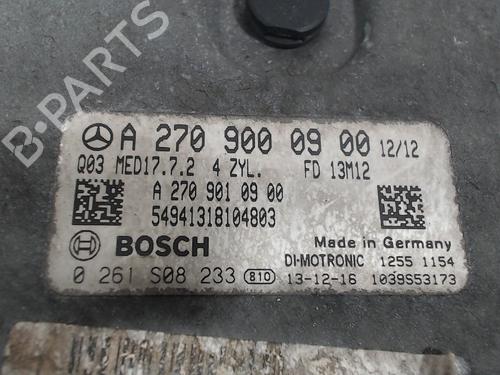 A 270 900 09 00 12/12
Q03 MED17.7.2 4 ZYL. FD 13M12
A 270 901 09 00
54941318104803
BOSCH
Made in Germany
DI-MOTRONIC 1255 1154
0 261 S08 233 810 13-12-16 1039S53173
B-PARTS